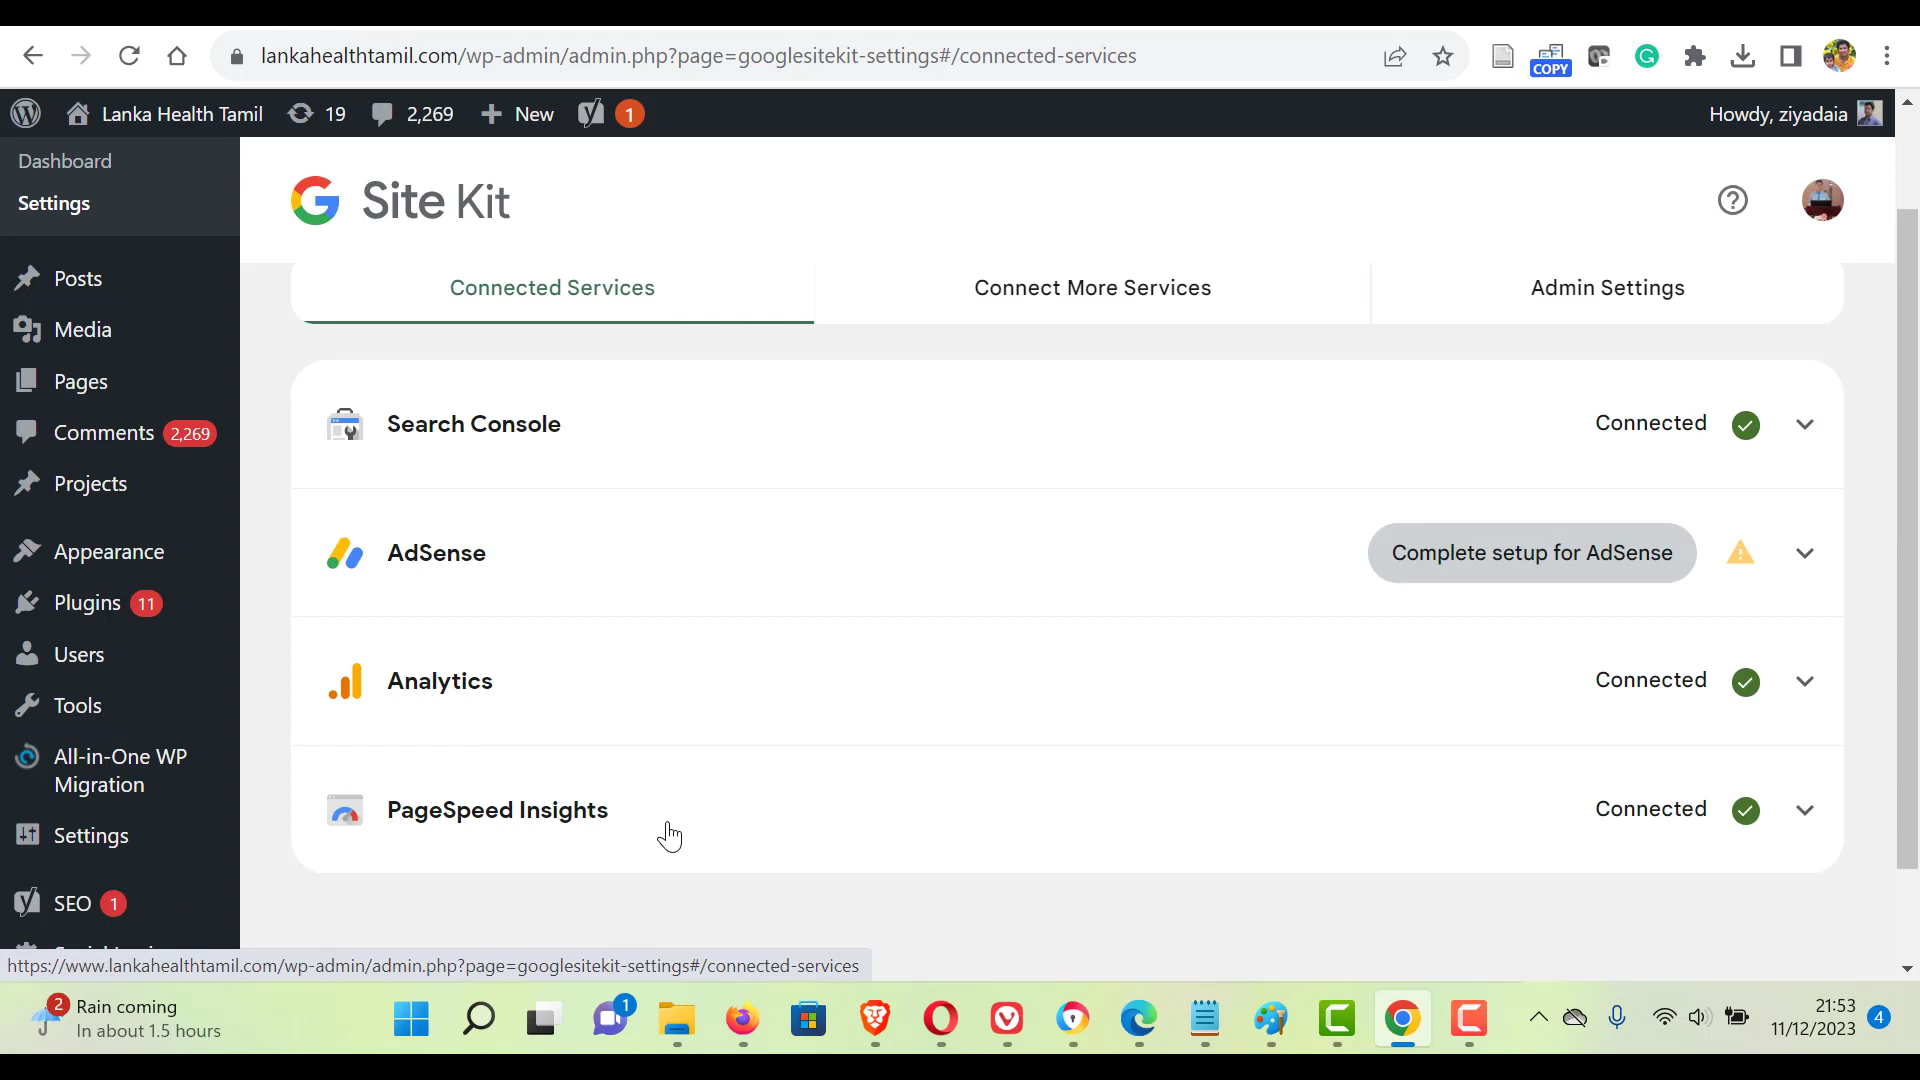 lankahealthtamil.com/wp-admin/admin.php?page=googlesitekit-settings#/connected-services
COPY
Lanka Health Tamil
19
2,269
New
1
Howdy, ziyadaia
Dashboard
Settings
Posts
Media
Pages
Comments 2,269
Projects
Appearance
Plugins 11
Users
Tools
All-in-One WP
Migration
Settings
SEO 1
Site Kit
Connected Services
Connect More Services
Admin Settings
Search Console
Connected
AdSense
Complete setup for AdSense
Analytics
Connected
PageSpeed Insights
Connected
https://www.lankahealthtamil.com/wp-admin/admin.php?page=googlesitekit-settings#/connected-services
2
Rain coming
In about 1.5 hours
1
21:53
11/12/2023
4